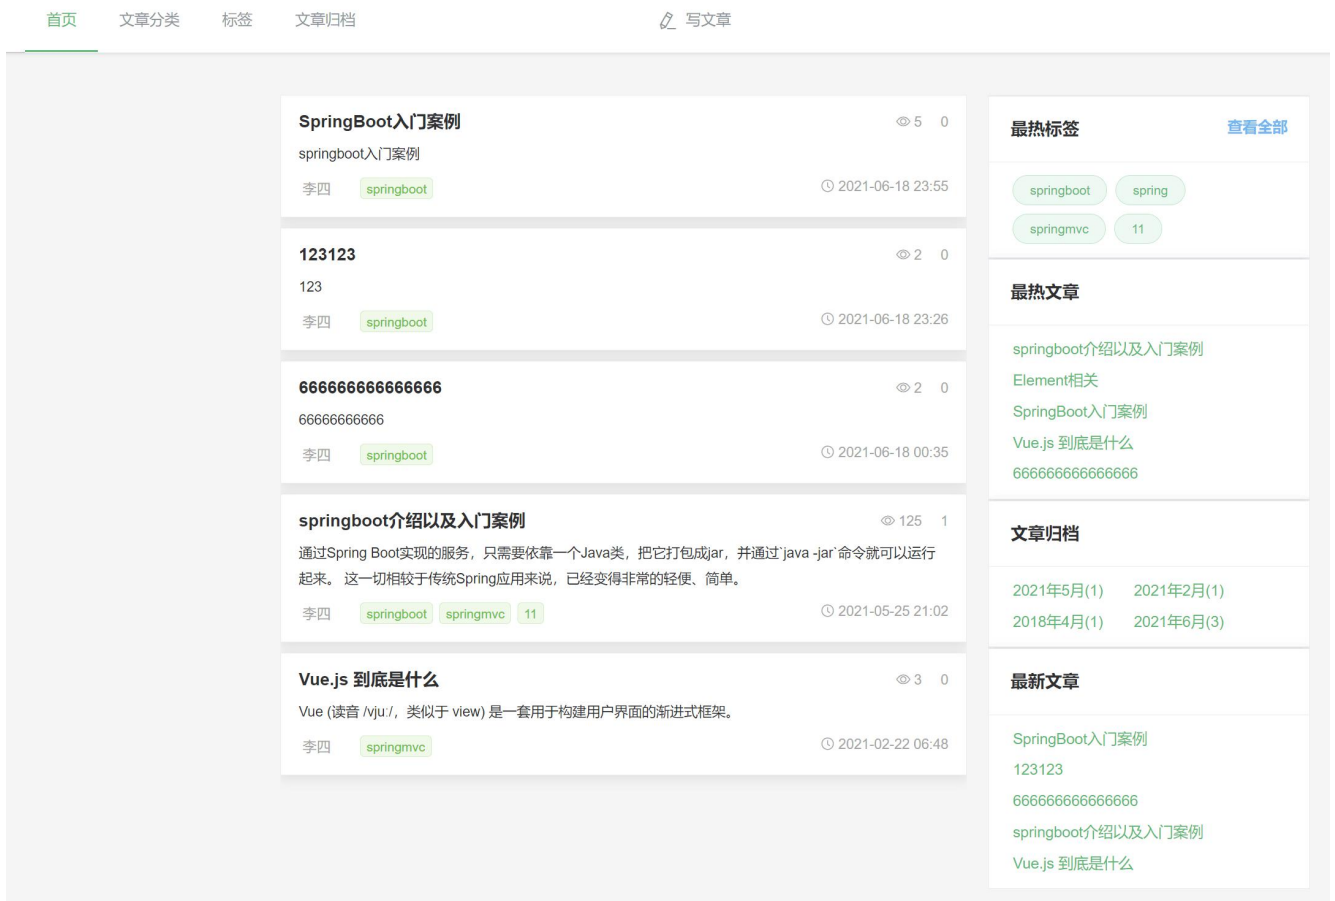 首页 文章分类 标签 文章归档 写文章
SpringBoot入门案例 5 0
springboot入门案例
李四 springboot 2021-06-18 23:55
123123 2 0
123
李四 springboot 2021-06-18 23:26
666666666666666 2 0
66666666666
李四 springboot 2021-06-18 00:35
springboot介绍以及入门案例 125 1
通过Spring Boot实现的服务，只需要依靠一个Java类，把它打包成jar，并通过`java -jar`命令就可以运行
起来。 这一切相较于传统Spring应用来说，已经变得非常的轻便、简单。
李四 springboot springmvc 11 2021-05-25 21:02
Vue.js 到底是什么 3 0
Vue (读音 /vjuː/，类似于 view) 是一套用于构建用户界面的渐进式框架。
李四 springmvc 2021-02-22 06:48
最热标签 查看全部
springboot spring
springmvc 11
最热文章
springboot介绍以及入门案例
Element相关
SpringBoot入门案例
Vue.js 到底是什么
666666666666666
文章归档
2021年5月(1) 2021年2月(1)
2018年4月(1) 2021年6月(3)
最新文章
SpringBoot入门案例
123123
666666666666666
springboot介绍以及入门案例
Vue.js 到底是什么